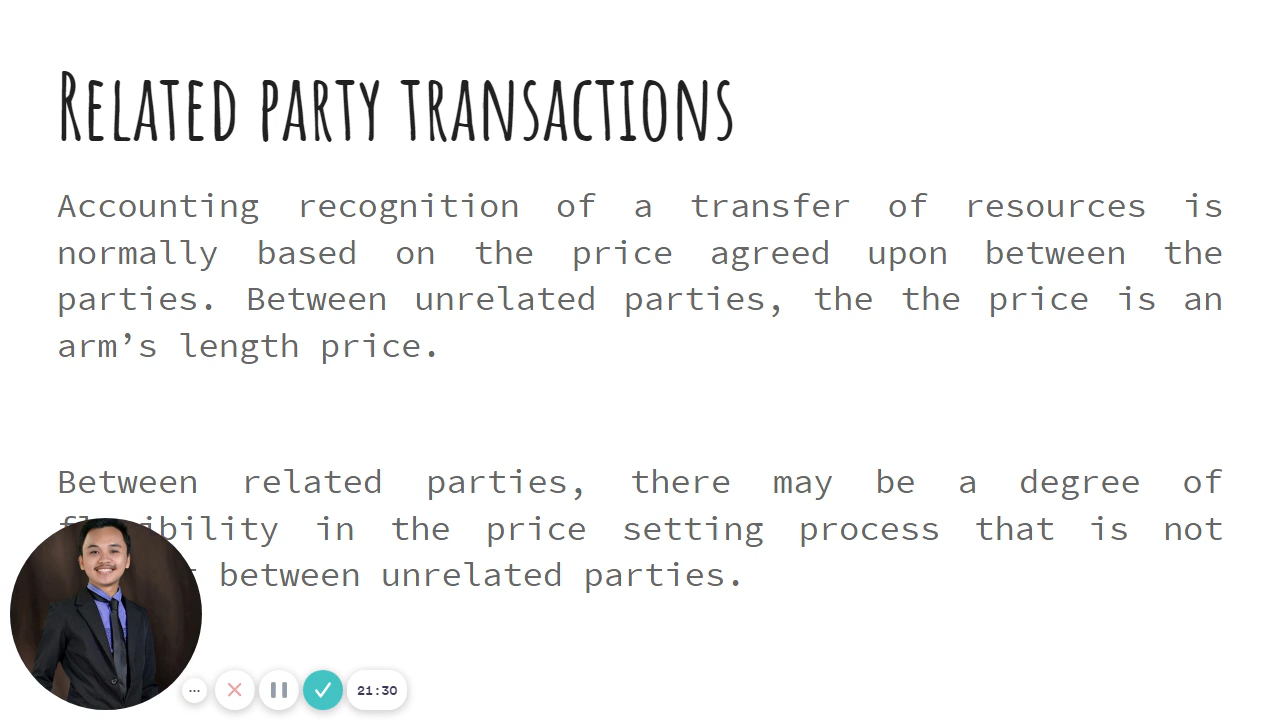 Related party transactions
Accounting recognition of a transfer of resources is
normally based on the price agreed upon between the
parties. Between unrelated parties, the the price is an
arm’s length price.
Between related parties, there may be a degree of
in the price setting process that is not
between unrelated parties.
21:30